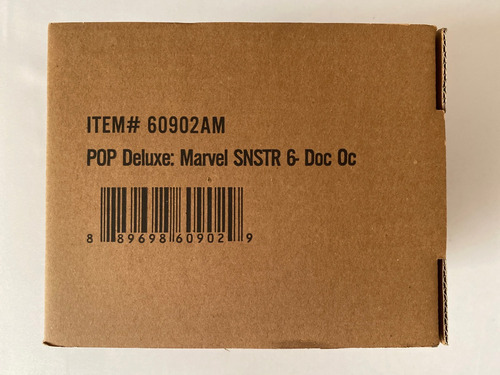 ITEM# 60902AM
POP Deluxe: Marvel SNSTR 6- Doc Oc
8 89698 60902 9